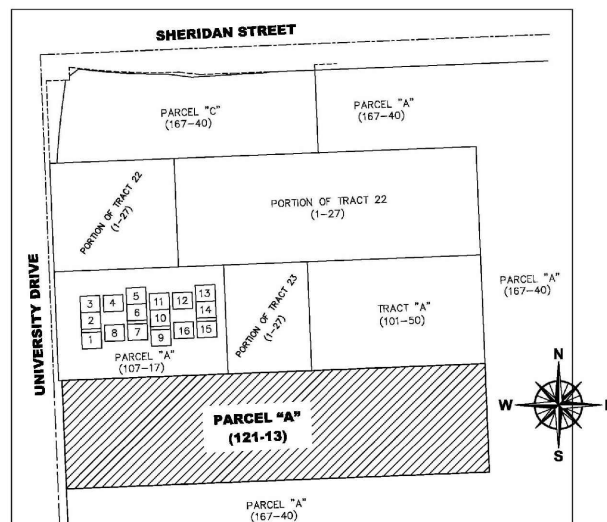 SHERIDAN STREET
UNIVERSITY DRIVE
PARCEL "C"
(167-40)
PARCEL "A"
(167-40)
PORTION OF TRACT 22
(1-27)
PORTION OF TRACT 22
(1-27)
3 4 5 11 12 13
2 6 10 14
1 8 7 9 16 15
PARCEL "A"
(107-17)
PORTION OF TRACT 23
(1-27)
TRACT "A"
(101-50)
PARCEL "A"
(167-40)
PARCEL "A"
(121-13)
N
W
E
S
PARCEL "A"
(167-40)